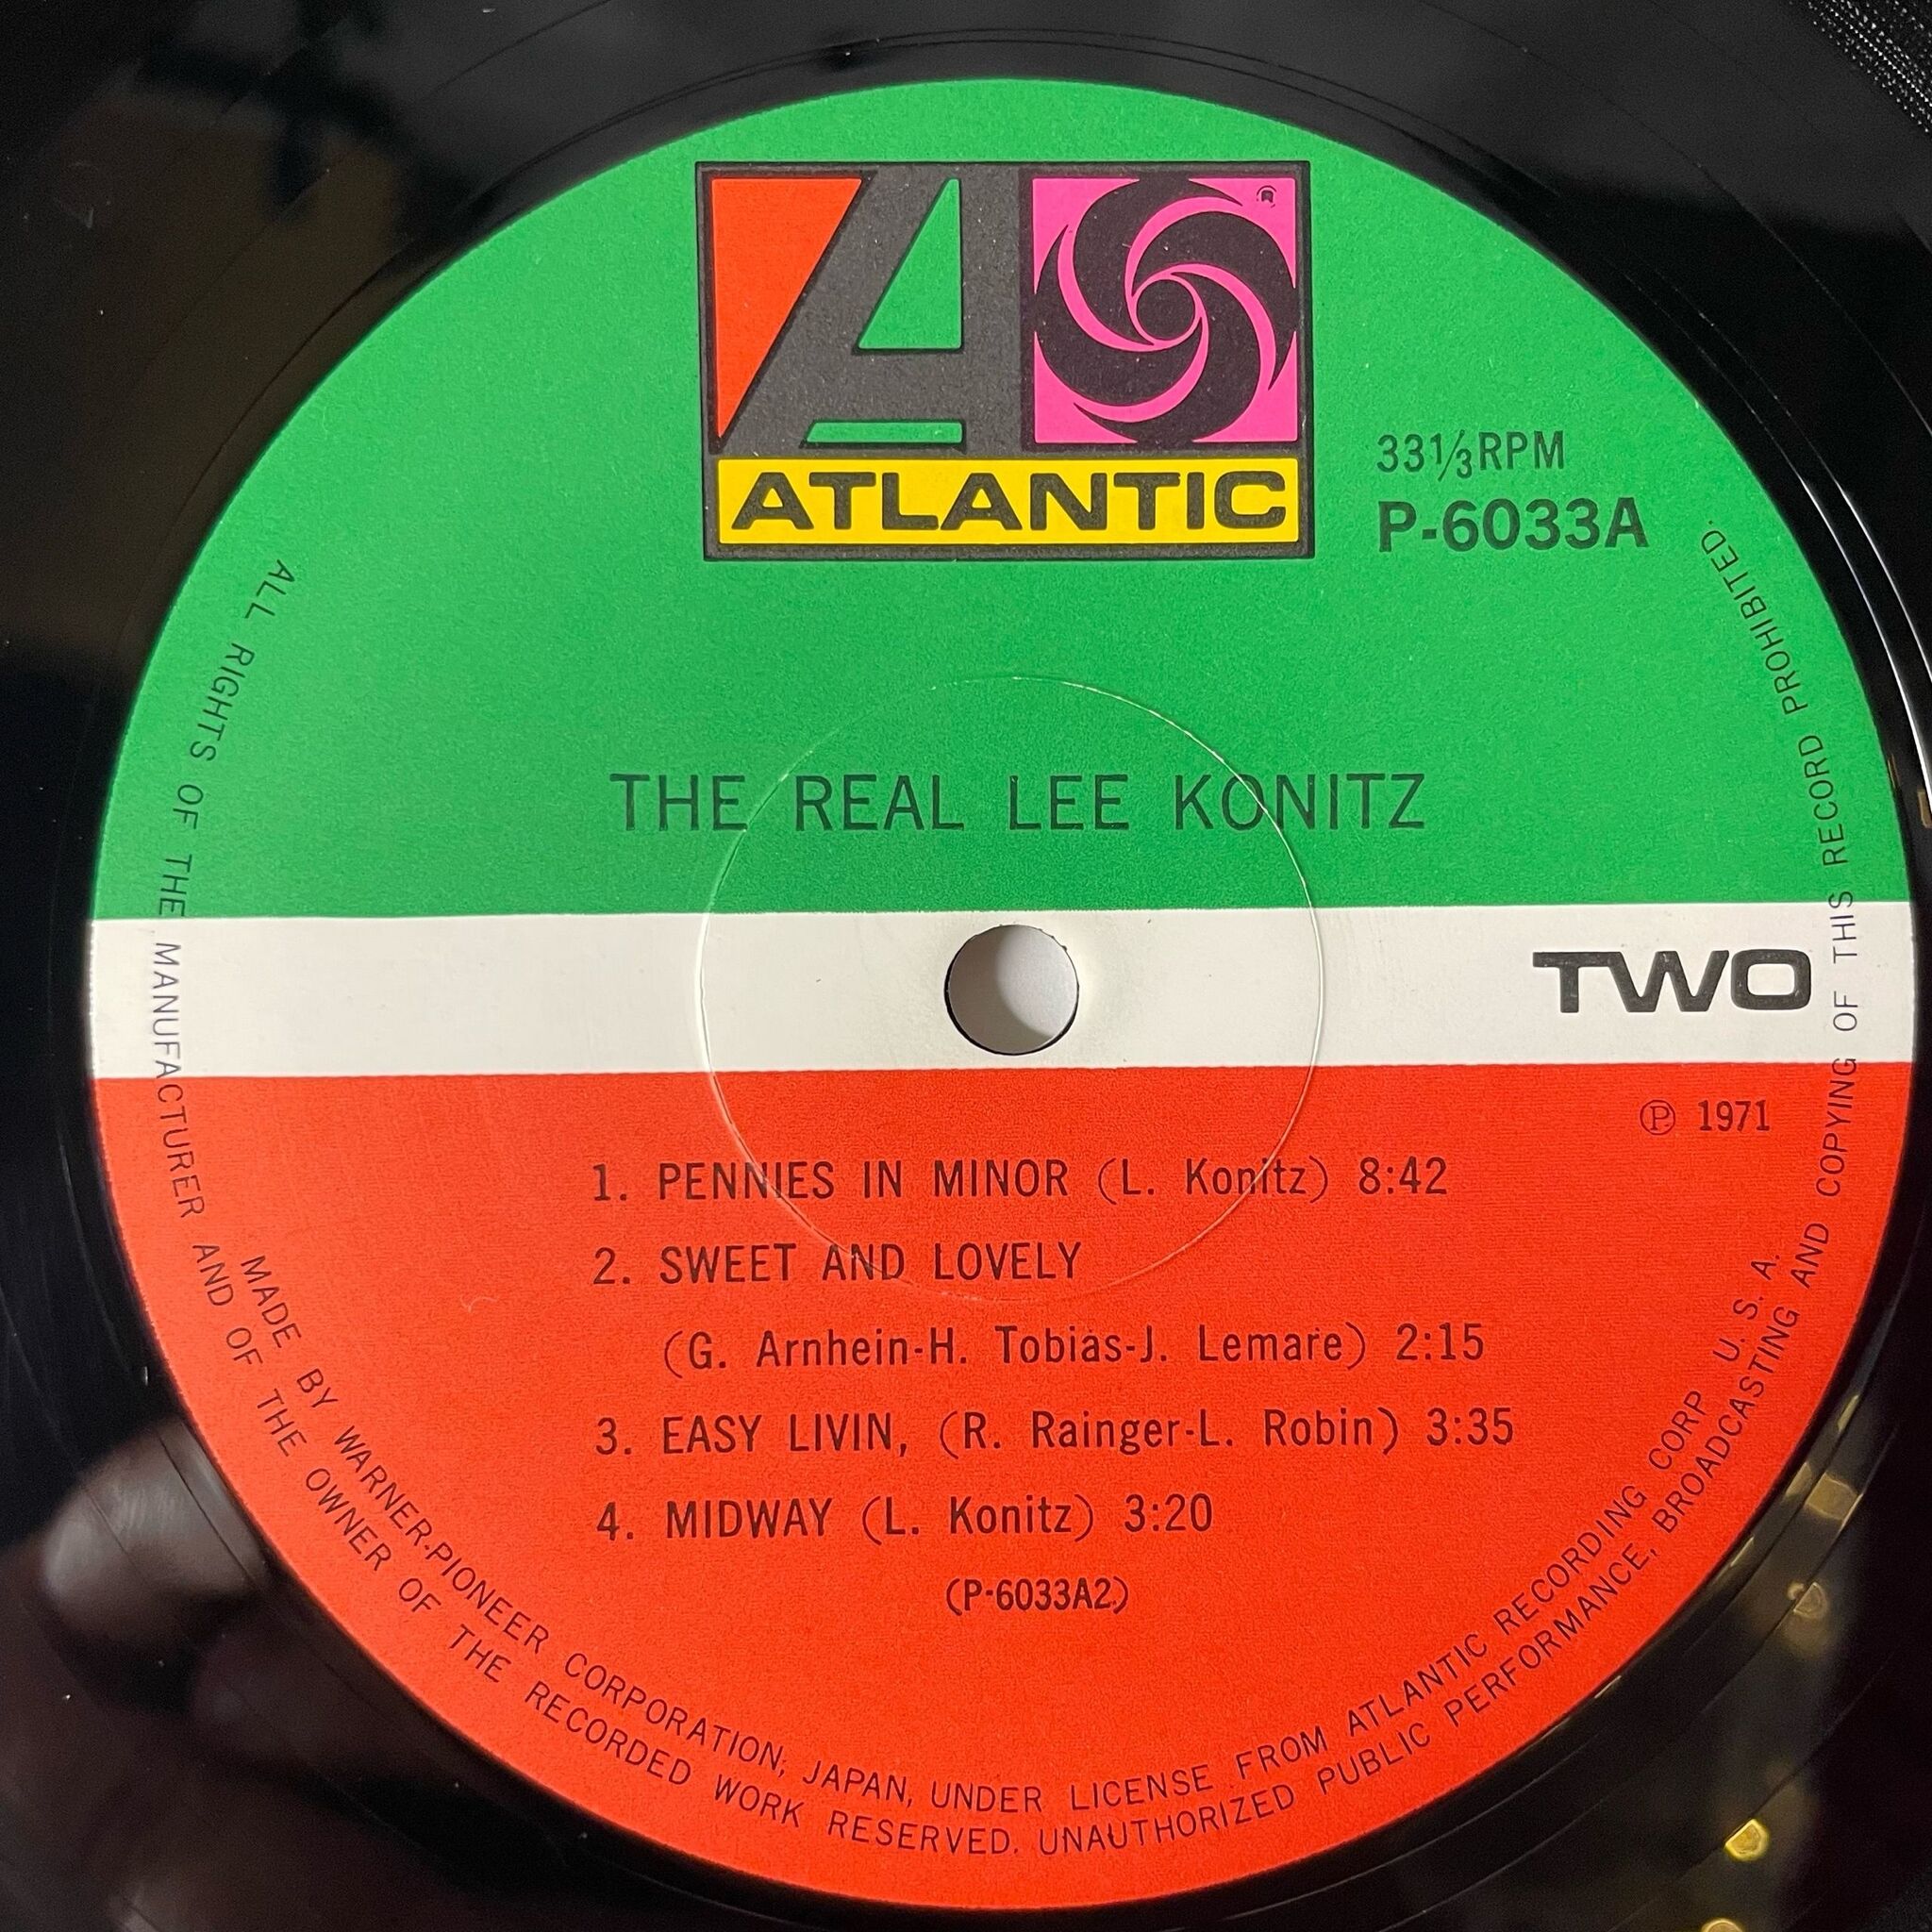 ATLANTIC
®
33⅓RPM
P-6033A
THE REAL LEE KONITZ
TWO
Ⓟ 1971
1. PENNIES IN MINOR (L. Konitz) 8:42
2. SWEET AND LOVELY
(G. Arnhein-H. Tobias-J. Lemare) 2:15
3. EASY LIVIN, (R. Rainger-L. Robin) 3:35
4. MIDWAY (L. Konitz) 3:20
(P-6033A2)
MADE BY WARNER-PIONEER CORPORATION, JAPAN, UNDER LICENSE FROM ATLANTIC RECORDING CORP U. S. A.
ALL RIGHTS OF THE MANUFACTURER AND OF THE OWNER OF THE RECORDED WORK RESERVED. UNAUTHORIZED PUBLIC PERFORMANCE, BROADCASTING AND COPYING OF THIS RECORD PROHIBITED.